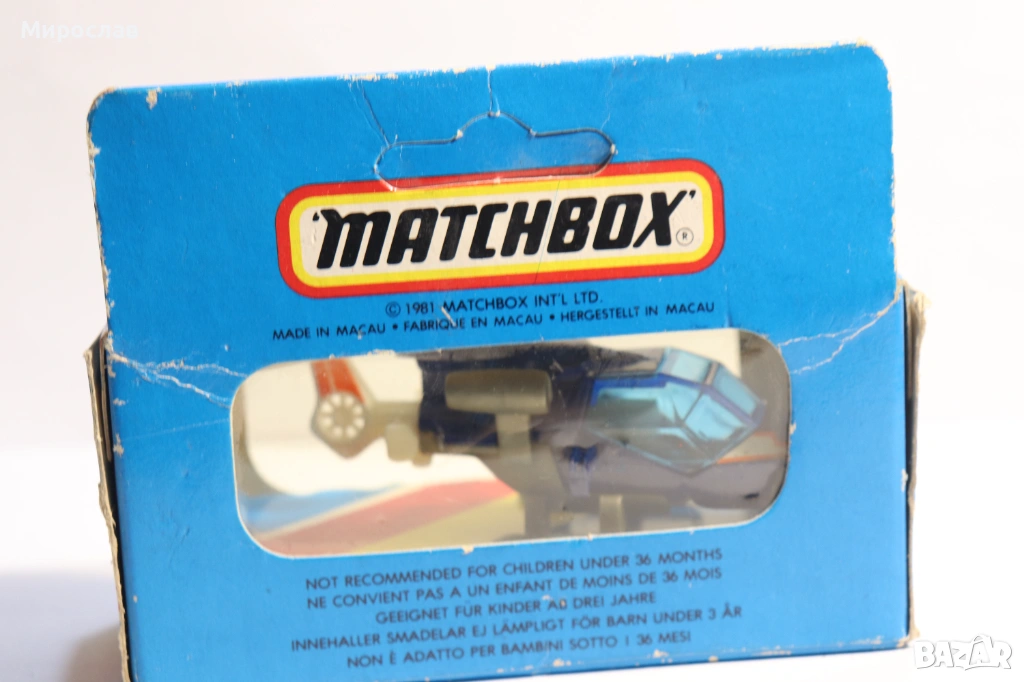 Мирослав
'MATCHBOX'®
© 1981 MATCHBOX INT'L LTD.
MADE IN MACAU • FABRIQUE EN MACAU • HERGESTELLT IN MACAU
NOT RECOMMENDED FOR CHILDREN UNDER 36 MONTHS
NE CONVIENT PAS A UN ENFANT DE MOINS DE 36 MOIS
GEEIGNET FÜR KINDER AB DREI JAHRE
INNEHALLER SMADELAR EJ LÄMPLIGT FÖR BARN UNDER 3 ÅR
NON È ADATTO PER BAMBINI SOTTO I 36 MESI
BAZAR